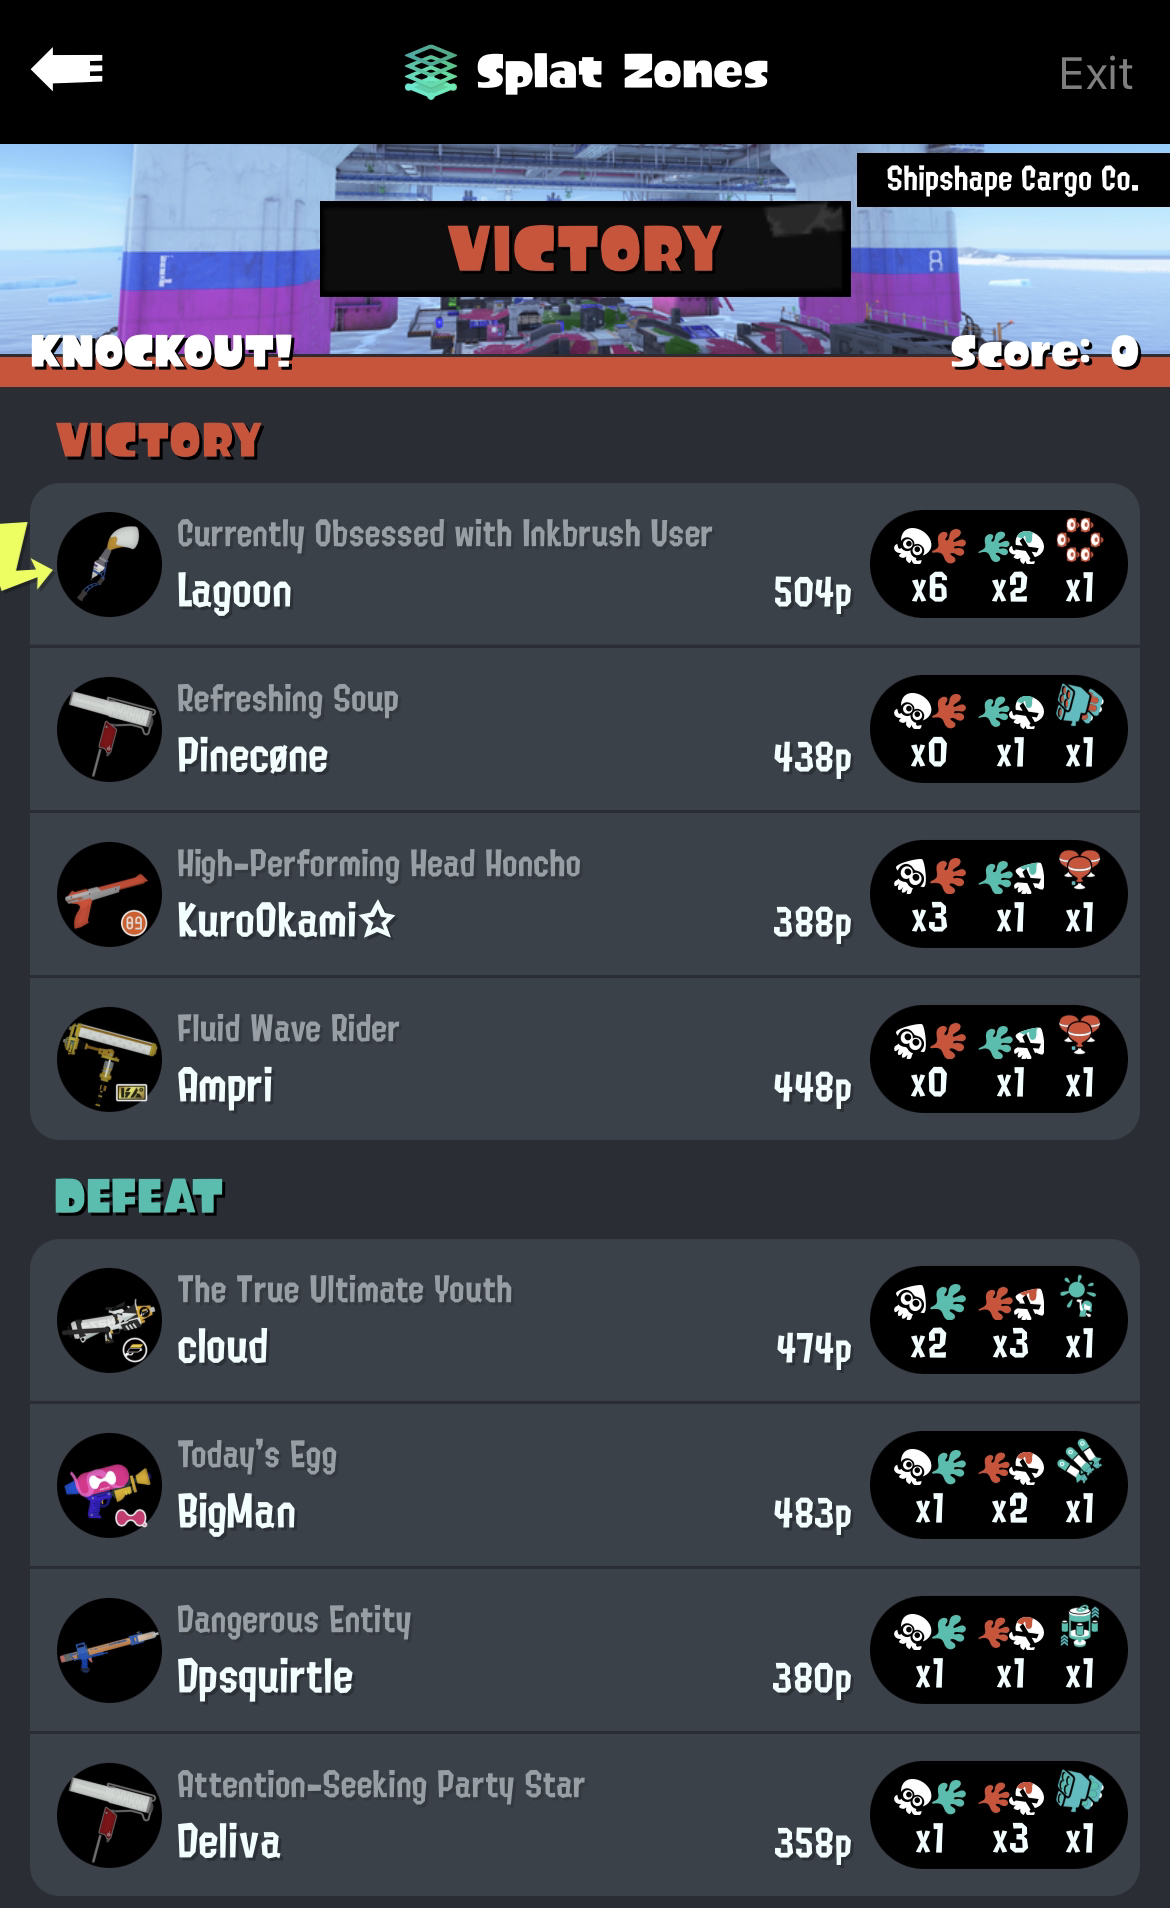 Splat Zones
Exit
Shipshape Cargo Co.
VICTORY
KNOCKOUT!
Score: 0
VICTORY
Currently Obsessed with Inkbrush User
Lagoon
504p
x6
x2
x1
Refreshing Soup
Pinecøne
438p
x0
x1
x1
High-Performing Head Honcho
89
KuroOkami☆
388p
x3
x1
x1
Fluid Wave Rider
Ampri
448p
x0
x1
x1
DEFEAT
The True Ultimate Youth
cloud
474p
x2
x3
x1
Today's Egg
BigMan
483p
x1
x2
x1
Dangerous Entity
Dpsquirtle
380p
x1
x1
x1
Attention-Seeking Party Star
Deliva
358p
x1
x3
x1